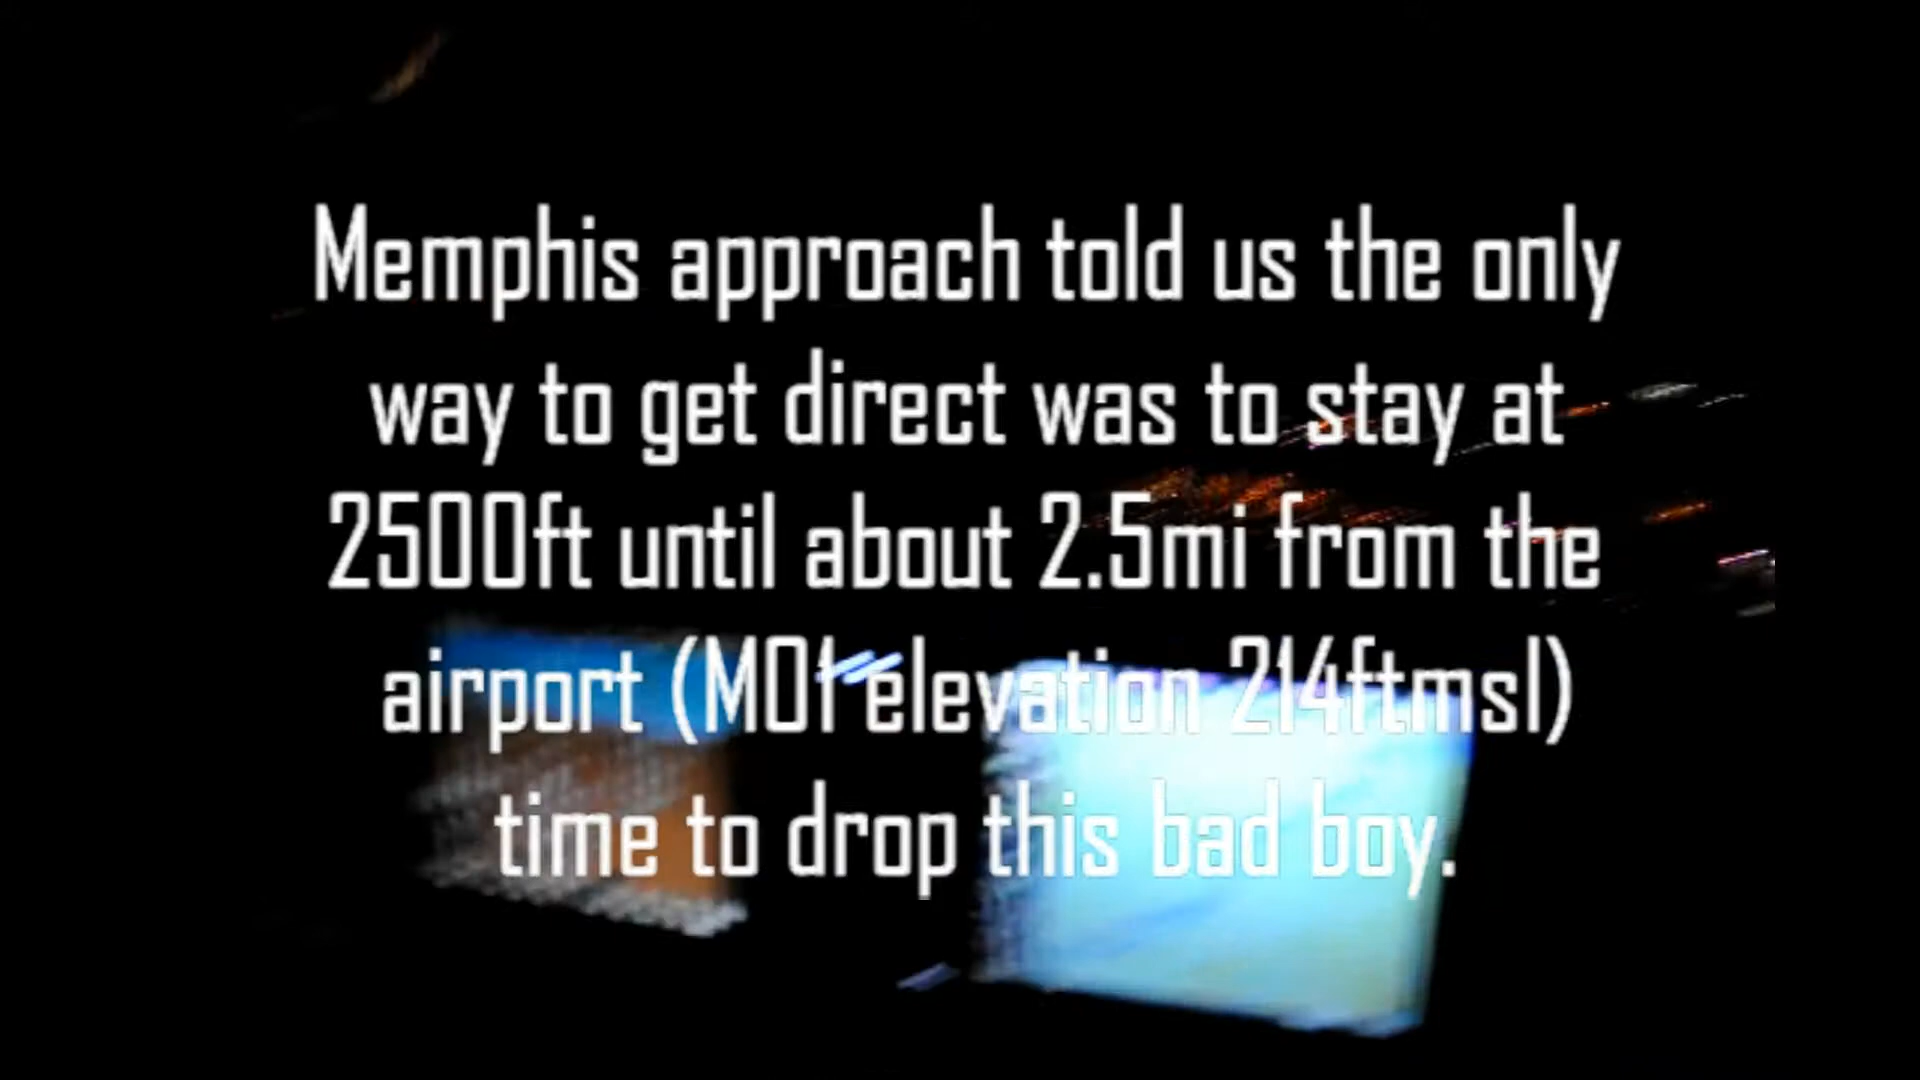 Memphis approach told us the only
way to get direct was to stay at
2500ft until about 2.5mi from the
airport (M01 elevation 214ftmsl)
time to drop this bad boy.